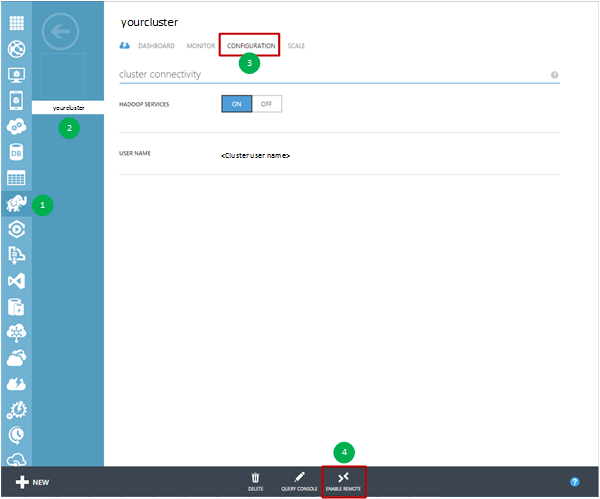 yourcluster
DASHBOARD MONITOR CONFIGURATION SCALE
3
cluster connectivity
?
HADOOP SERVICES ON OFF
USER NAME <Cluster user name>
yourcluster
2
DB
1
4
NEW DELETE QUERY CONSOLE ENABLE REMOTE ?